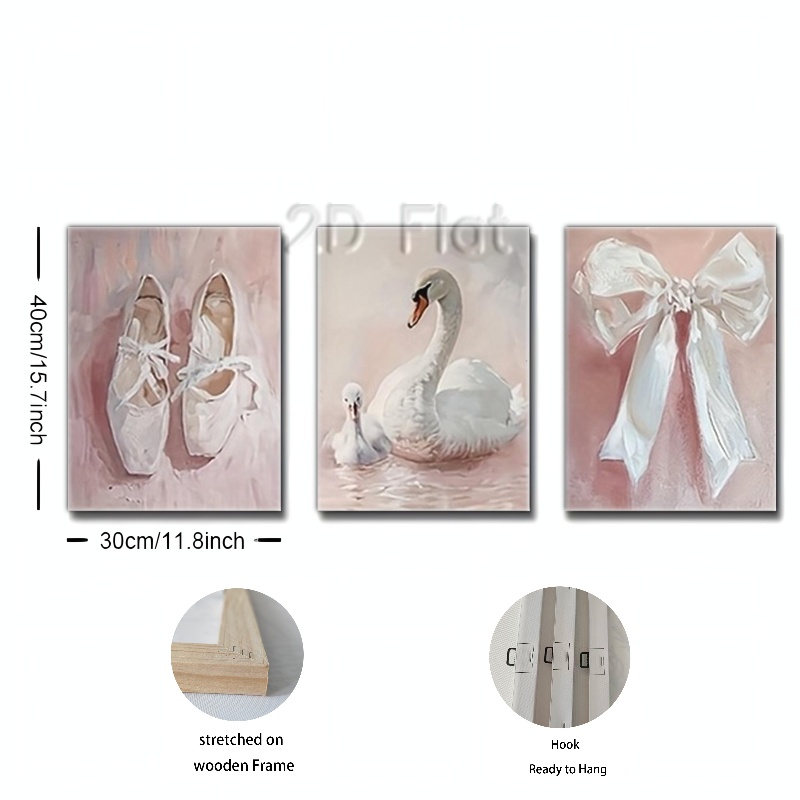 2D Flat
40cm/15.7inch
30cm/11.8inch
stretched on
wooden Frame
Hook
Ready to Hang